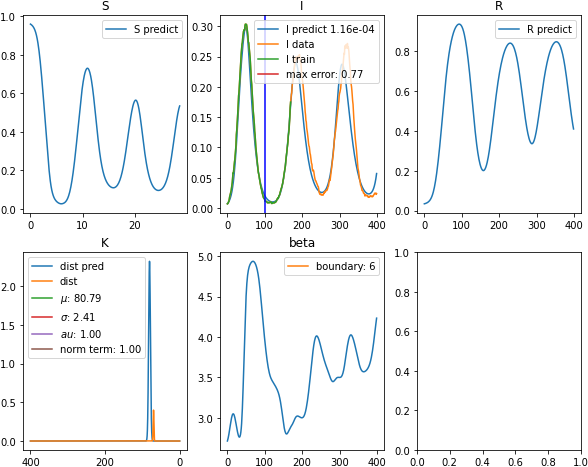 S
I
R
S predict
I predict 1.16e-04
I data
I train
max error: 0.77
R predict
1.0
0.8
0.6
0.4
0.2
0.0
0 10 20
0.30
0.25
0.20
0.15
0.10
0.05
0.00
0 100 200 300 400
0.8
0.6
0.4
0.2
0.0
0 100 200 300 400
K
beta
dist pred
dist
μ: 80.79
σ: 2.41
au: 1.00
norm term: 1.00
boundary: 6
2.0
1.5
1.0
0.5
0.0
400 200 0
5.0
4.5
4.0
3.5
3.0
0 100 200 300 400
1.0
0.8
0.6
0.4
0.2
0.0
0.0 0.2 0.4 0.6 0.8 1.0